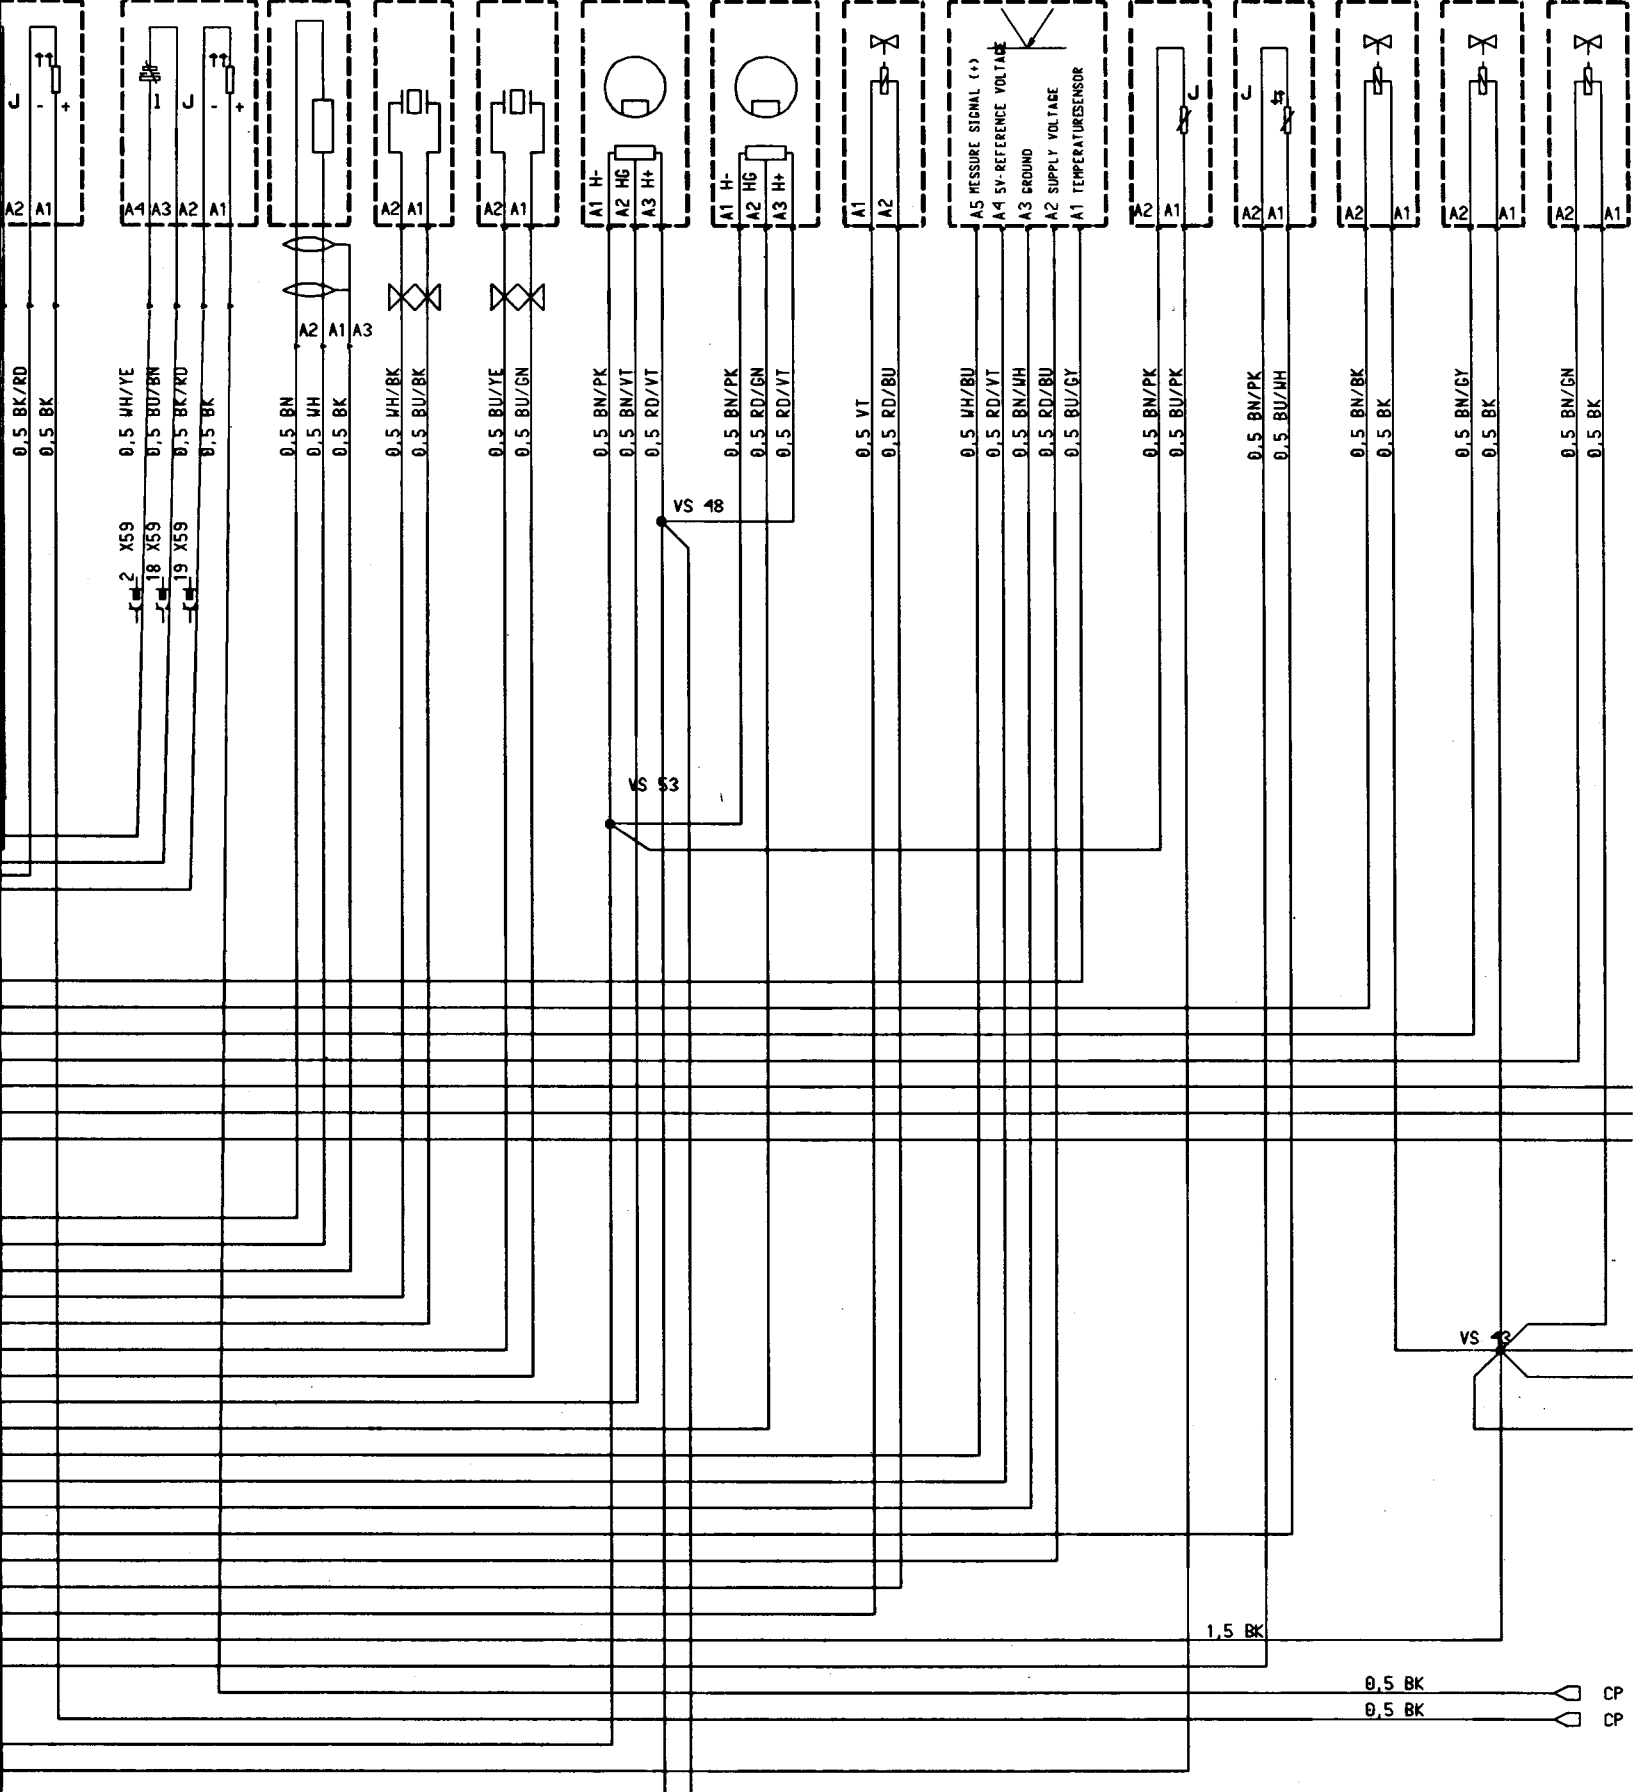 J - +
A2 A1
1 J - +
A4 A3 A2 A1
A2 A1
A2 A1
A1 H-
A2 HG
A3 H+
A1 H-
A2 HG
A3 H+
A1 A2
A5 MESSURE SIGNAL (+)
A4 5V-REFERENCE VOLTAGE
A3 GROUND
A2 SUPPLY VOLTAGE
A1 TEMPERATURESENSOR
J
A2 A1
J
A2 A1
A2 A1
A2 A1
A2 A1
A2 A1 A3
0,5 BK/RD
0,5 BK
0,5 WH/YE
0,5 BU/BN
0,5 BK/RD
0,5 BK
0,5 BN
0,5 WH
0,5 BK
0,5 WH/BK
0,5 BU/BK
0,5 BU/YE
0,5 BU/GN
0,5 BN/PK
0,5 BN/VT
0,5 RD/VT
0,5 BN/PK
0,5 RD/GN
0,5 RD/VT
0,5 VT
0,5 RD/BU
0,5 WH/BU
0,5 RD/VT
0,5 BN/WH
0,5 RD/BU
0,5 BU/GY
0,5 BN/PK
0,5 BU/PK
0,5 BN/PK
0,5 BU/WH
0,5 BN/BK
0,5 BK
0,5 BN/GY
0,5 BK
0,5 BN/GN
0,5 BK
2 X59
18 X59
19 X59
VS 48
VS 53
VS 43
1,5 BK
0,5 BK CP
0,5 BK CP